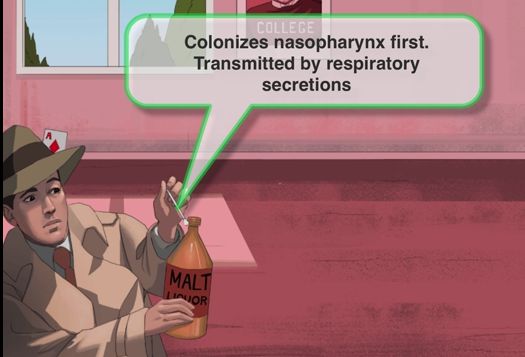 COLLEGE
Colonizes nasopharynx first.
Transmitted by respiratory
secretions
A
MALT
LIQUOR